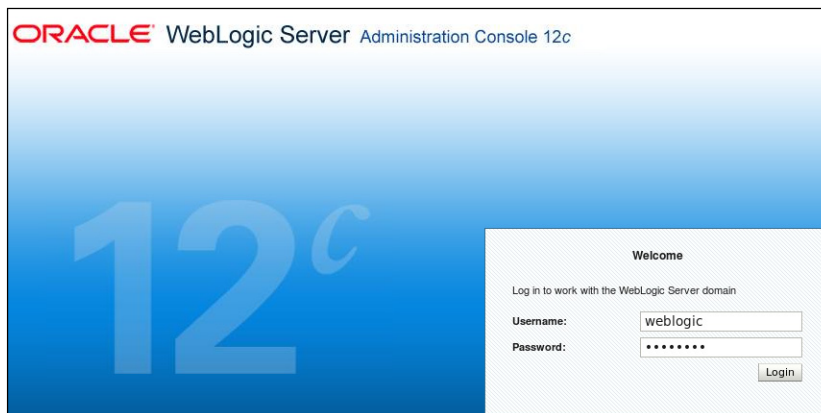 ORACLE WebLogic Server Administration Console 12c
12c
Welcome
Log in to work with the WebLogic Server domain
Username: weblogic
Password: ••••••••
Login